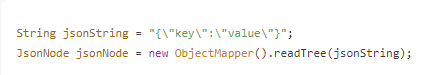 String jsonString = "{\"key\":\"value\"}";
JsonNode jsonNode = new ObjectMapper().readTree(jsonString);